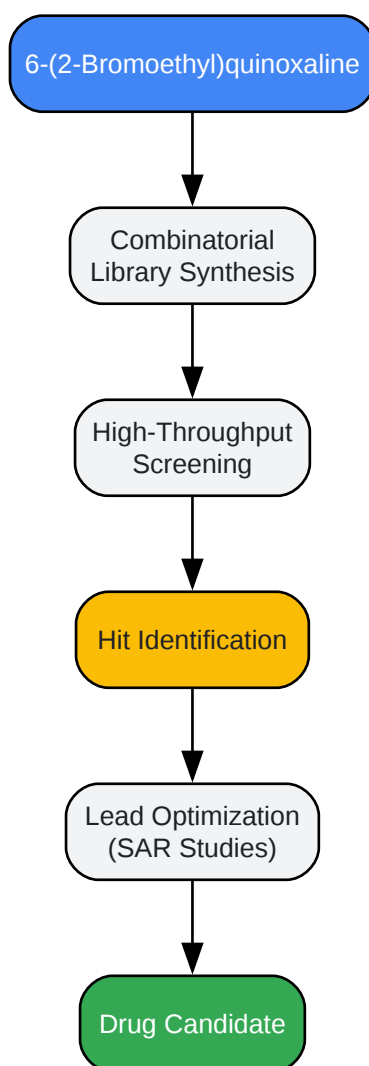 6-(2-Bromoethyl)quinoxaline
Combinatorial
Library Synthesis
High-Throughput
Screening
Hit Identification
Lead Optimization
(SAR Studies)
Drug Candidate